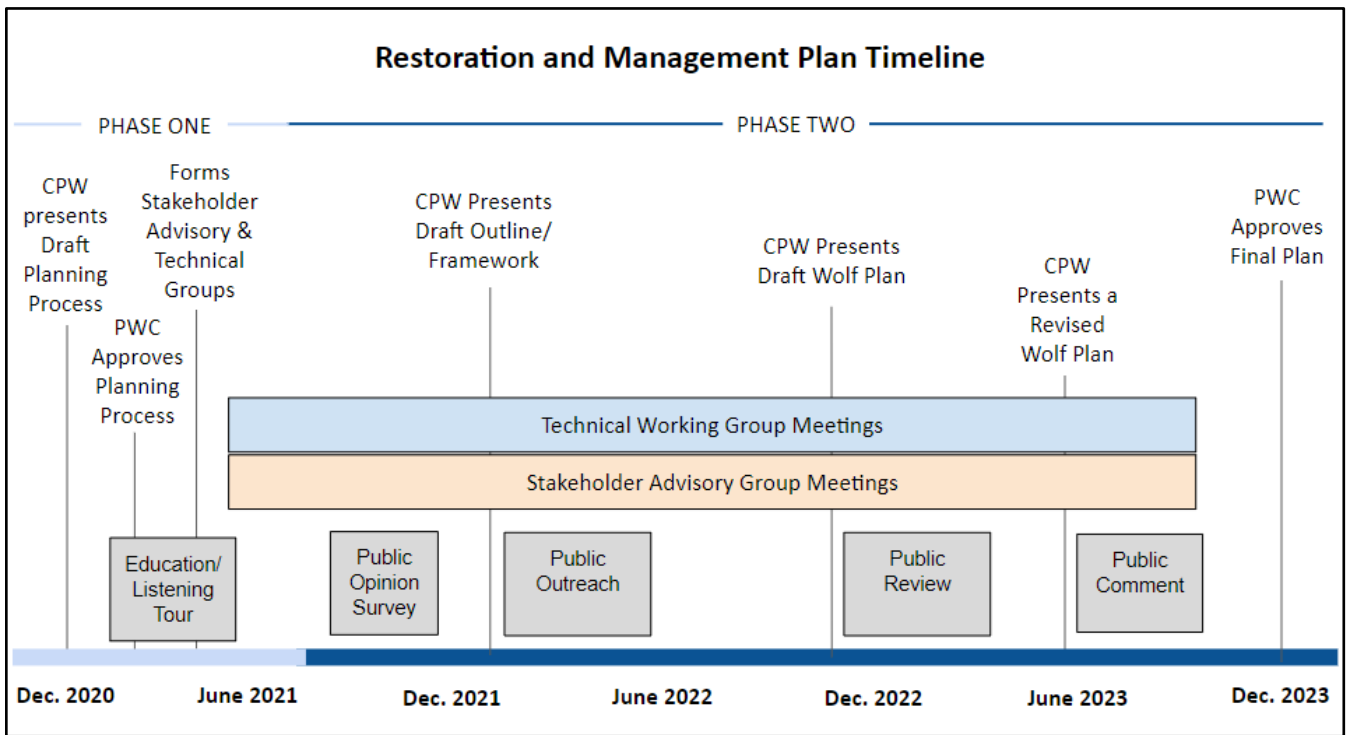 Restoration and Management Plan Timeline
PHASE ONE
PHASE TWO
CPW
presents
Draft
Planning
Process
PWC
Approves
Planning
Process
Forms
Stakeholder
Advisory &
Technical
Groups
CPW Presents
Draft Outline/
Framework
CPW Presents
Draft Wolf Plan
CPW
Presents a
Revised
Wolf Plan
PWC
Approves
Final Plan
Technical Working Group Meetings
Stakeholder Advisory Group Meetings
Education/
Listening
Tour
Public
Opinion
Survey
Public
Outreach
Public
Review
Public
Comment
Dec. 2020
June 2021
Dec. 2021
June 2022
Dec. 2022
June 2023
Dec. 2023